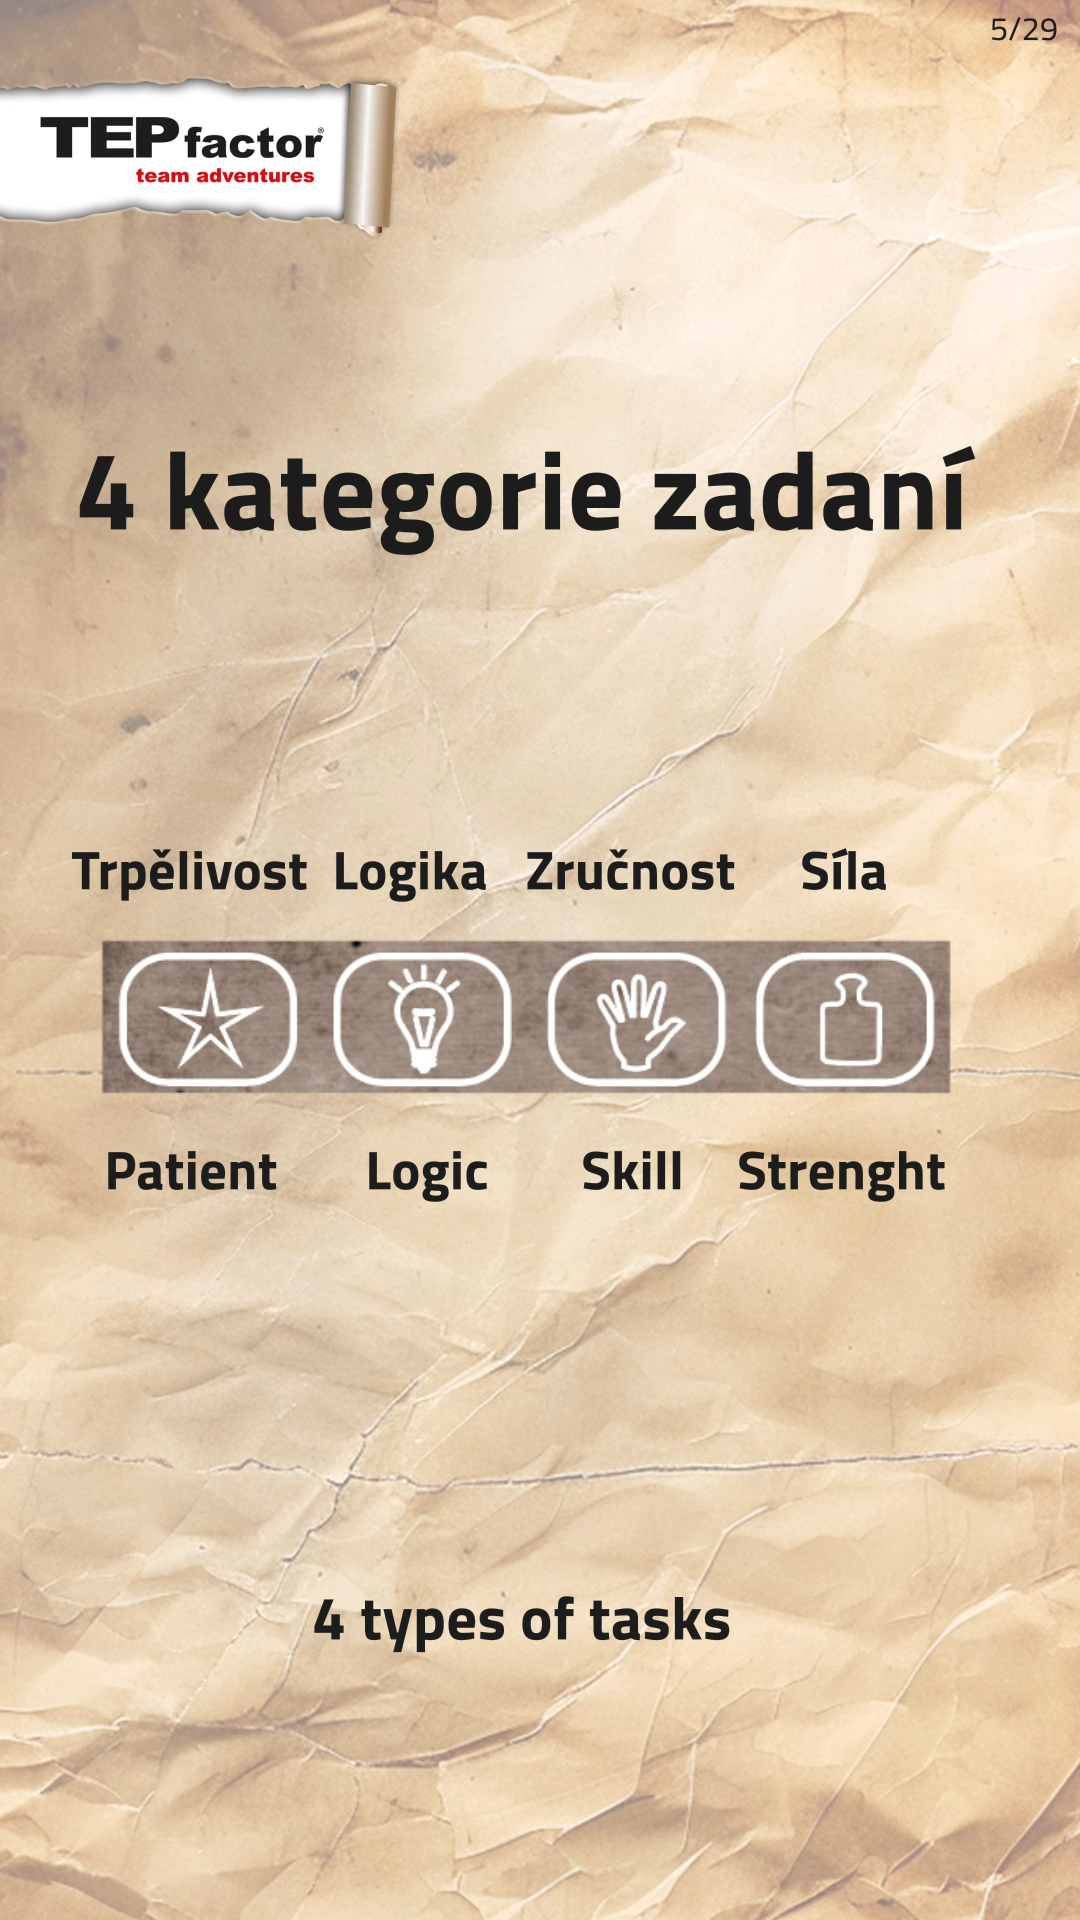 5/29
TEP factor®
team adventures
4 kategorie zadaní
Trpělivost Logika Zručnost Síla
Patient Logic Skill Strenght
4 types of tasks